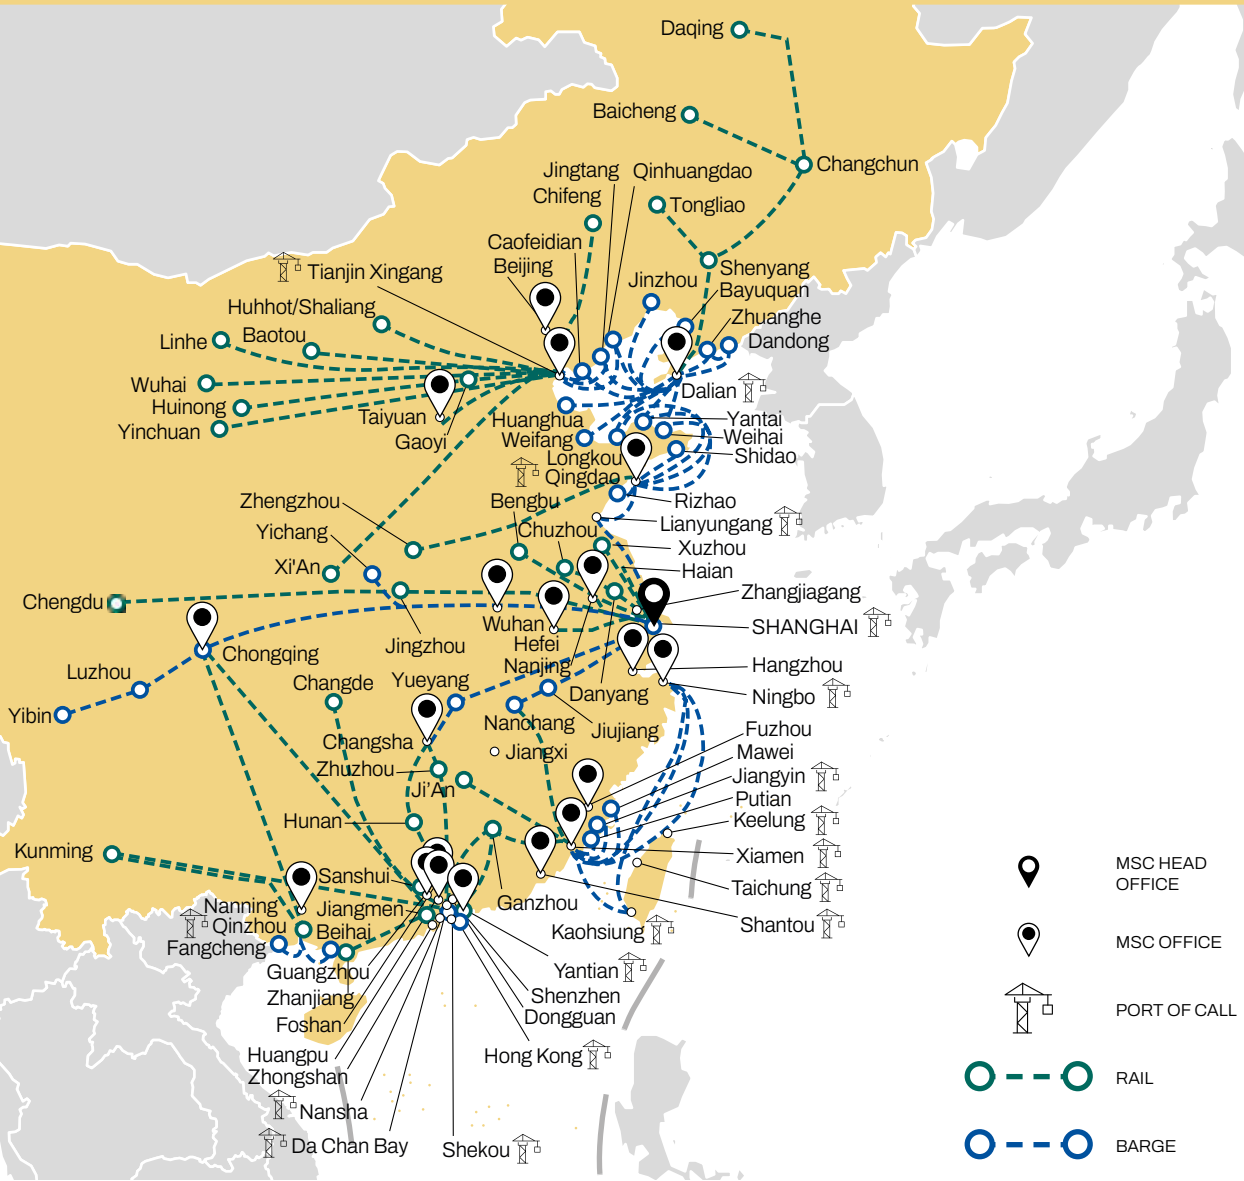 Daqing
Baicheng
Changchun
Jingtang
Qinhuangdao
Chifeng
Tongliao
Caofeidian
Beijing
Shenyang
Tianjin Xingang
Jinzhou
Bayuquan
Huhhot/Shaliang
Zhuanghe
Linhe
Baotou
Dandong
Wuhai
Dalian
Huinong
Taiyuan
Huanghua
Yantai
Yinchuan
Gaoyi
Weifang
Weihai
Longkou
Shidao
Qingdao
Zhengzhou
Bengbu
Rizhao
Yichang
Chuzhou
Lianyungang
Xuzhou
Xi'An
Haian
Chengdu
Zhangjiagang
Wuhan
SHANGHAI
Jingzhou
Hefei
Chongqing
Nanjing
Hangzhou
Luzhou
Changde
Yueyang
Danyang
Ningbo
Yibin
Nanchang
Jiujiang
Fuzhou
Changsha
Jiangxi
Mawei
Zhuzhou
Jiangyin
Ji'An
Putian
Hunan
Keelung
Kunming
Xiamen
Sanshui
Taichung
Nanning
Jiangmen
Ganzhou
Qinzhou
Beihai
Kaohsiung
Shantou
Fangcheng
Guangzhou
Yantian
Zhanjiang
Shenzhen
Foshan
Dongguan
Huangpu
Hong Kong
Zhongshan
Nansha
Da Chan Bay
Shekou
MSC HEAD
OFFICE
MSC OFFICE
PORT OF CALL
RAIL
BARGE